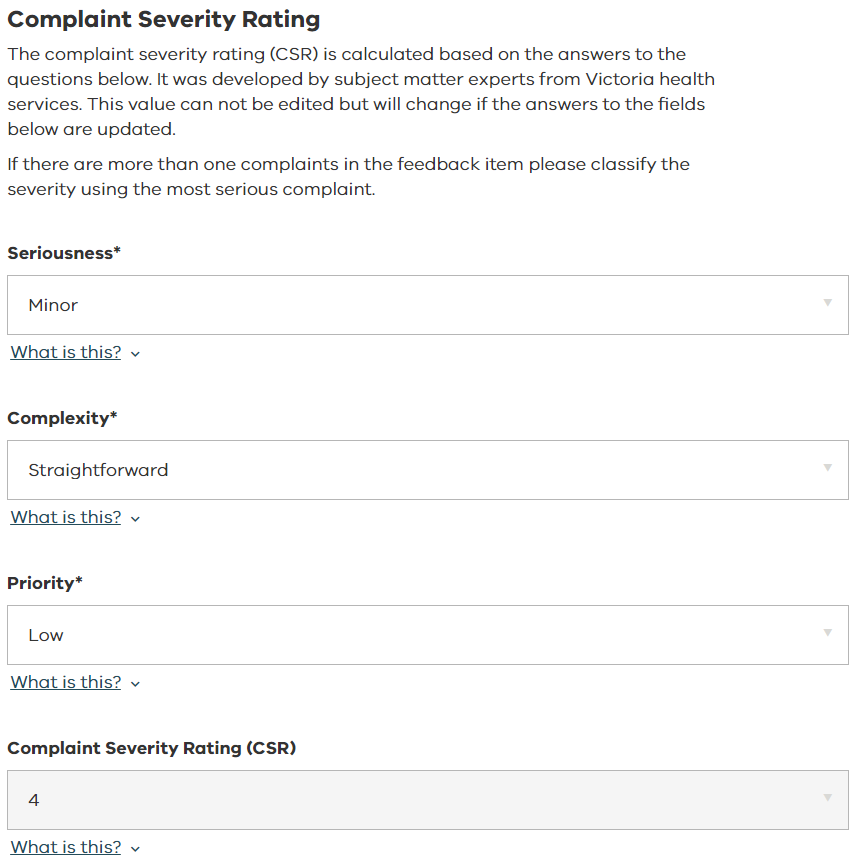 Complaint Severity Rating
The complaint severity rating (CSR) is calculated based on the answers to the
questions below. It was developed by subject matter experts from Victoria health
services. This value can not be edited but will change if the answers to the fields
below are updated.
If there are more than one complaints in the feedback item please classify the
severity using the most serious complaint.
Seriousness*
Minor
What is this?
Complexity*
Straightforward
What is this?
Priority*
Low
What is this?
Complaint Severity Rating (CSR)
4
What is this?